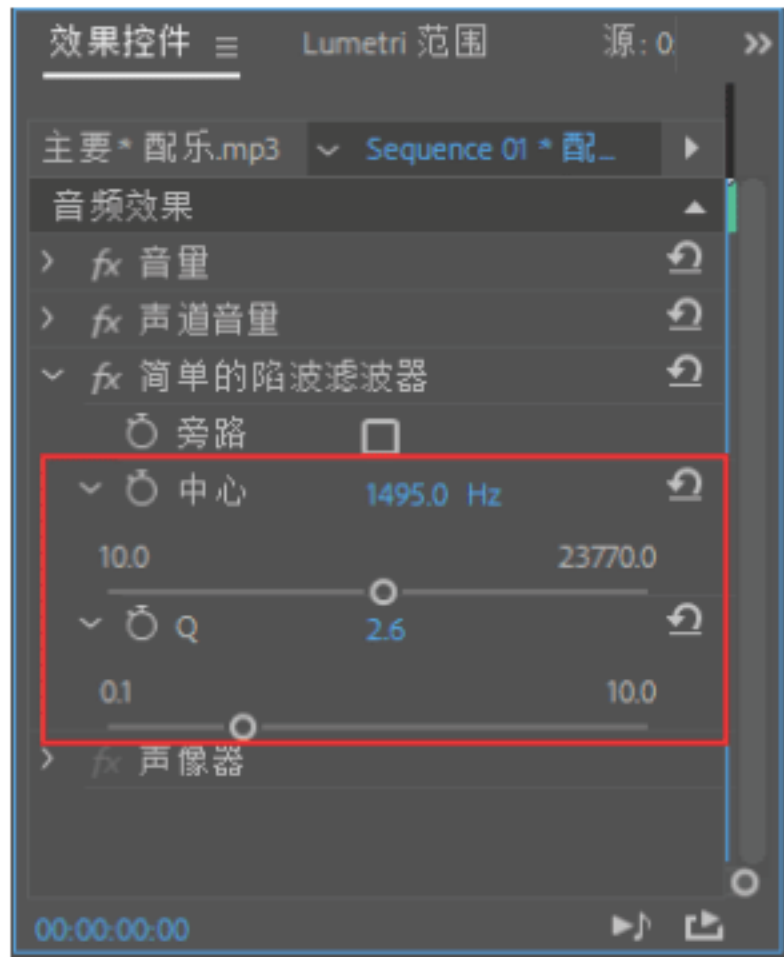 效果控件 Lumetri 范围 源: 0
主要* 配乐.mp3 Sequence 01 * 配...
音频效果
fx 音量
fx 声道音量
fx 简单的陷波滤波器
旁路
中心 1495.0 Hz
10.0 23770.0
Q 2.6
0.1 10.0
fx 声像器
00:00:00:00